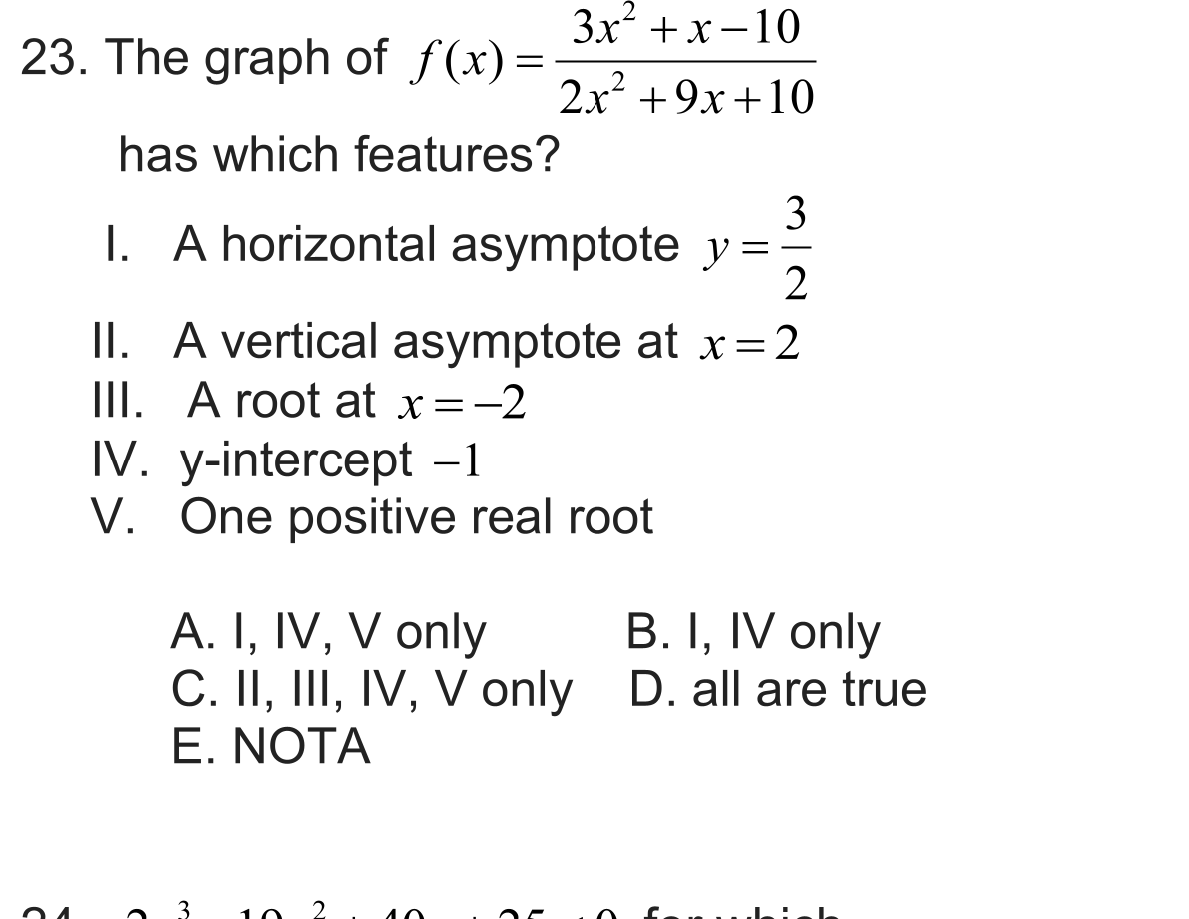 23. The graph of f(x) = \frac{3x^2 + x - 10}{2x^2 + 9x + 10}
has which features?
I. A horizontal asymptote y = \frac{3}{2}
II. A vertical asymptote at x = 2
III. A root at x = -2
IV. y-intercept -1
V. One positive real root
A. I, IV, V only B. I, IV only
C. II, III, IV, V only D. all are true
E. NOTA